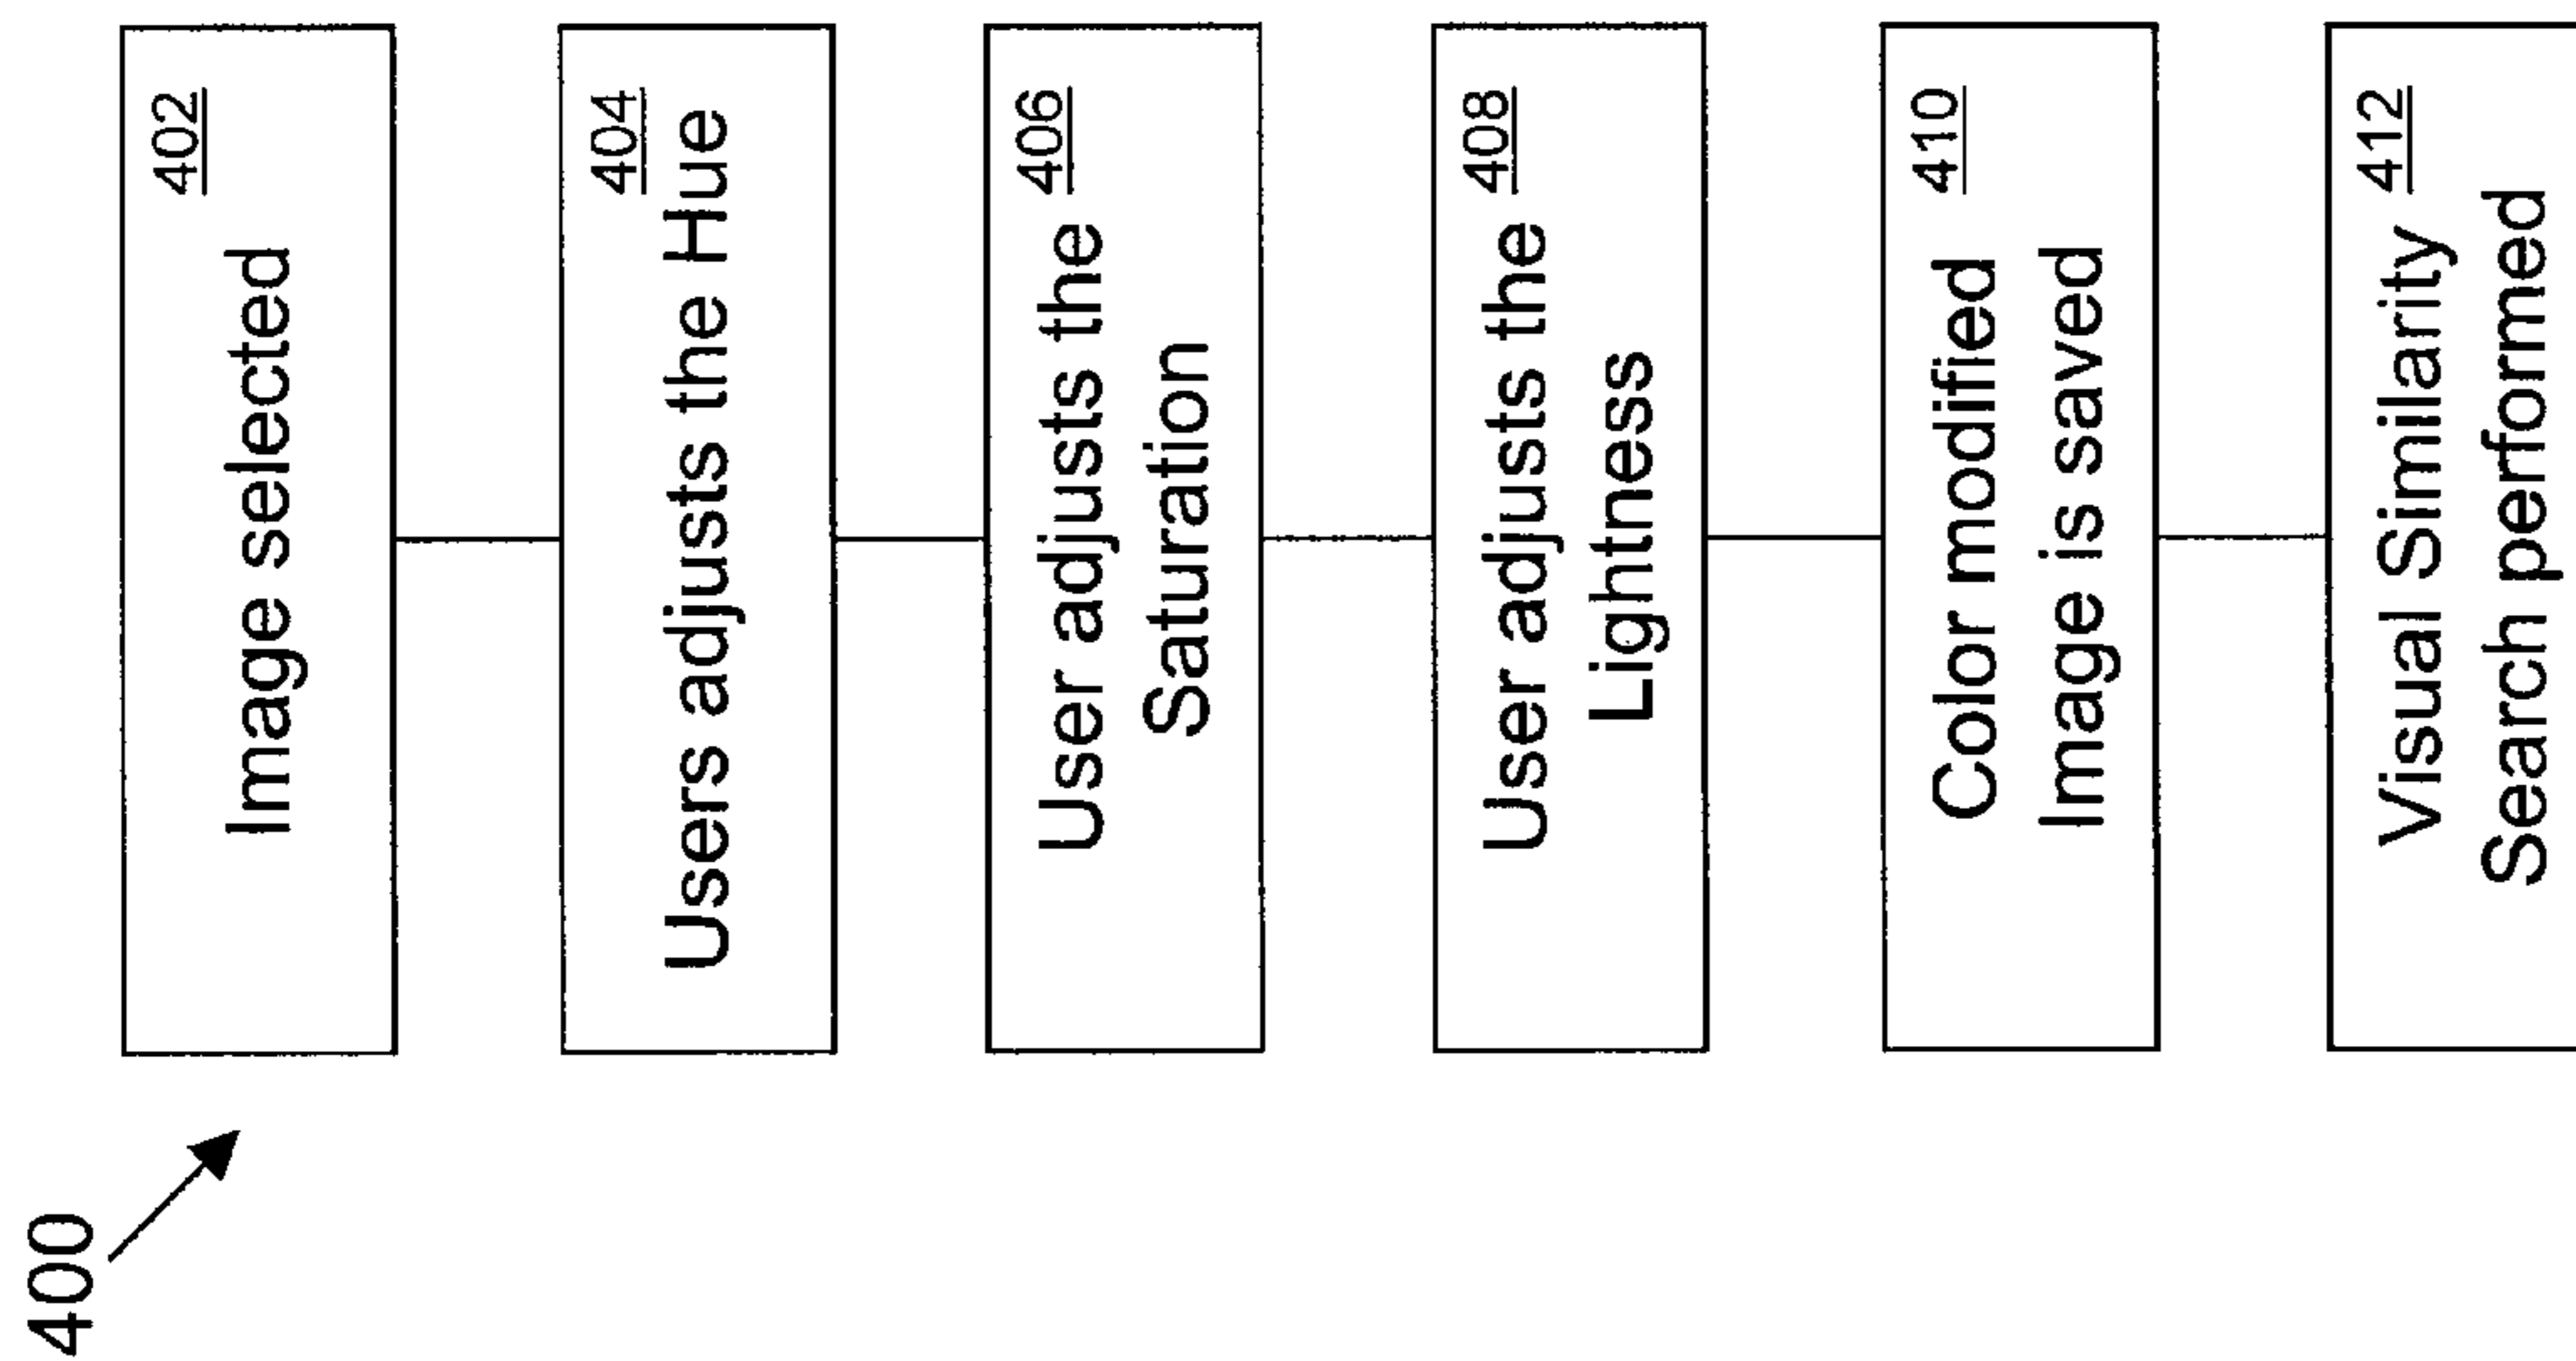 400
402
Image selected
404
Users adjusts the Hue
406
User adjusts the
Saturation
408
User adjusts the
Lightness
410
Color modified
Image is saved
412
Visual Similarity
Search performed